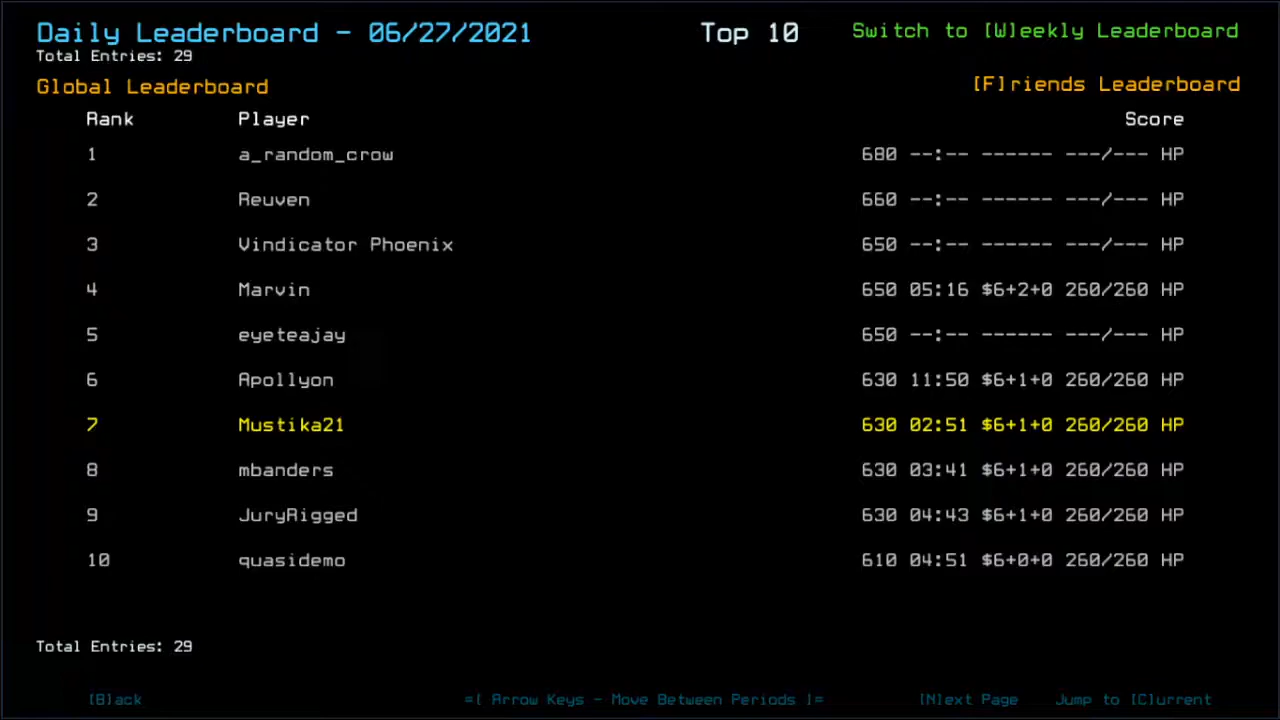 Daily Leaderboard - 06/27/2021 Top 10 Switch to [W]eekly Leaderboard
Total Entries: 29
Global Leaderboard [F]riends Leaderboard
Rank Player Score
1 a_random_crow 680 --:-- ------ ---/--- HP
2 Reuven 660 --:-- ------ ---/--- HP
3 Vindicator Phoenix 650 --:-- ------ ---/--- HP
4 Marvin 650 05:16 $6+2+0 260/260 HP
5 eyeteajay 650 --:-- ------ ---/--- HP
6 Apollyon 630 11:50 $6+1+0 260/260 HP
7 Mustika21 630 02:51 $6+1+0 260/260 HP
8 mbanders 630 03:41 $6+1+0 260/260 HP
9 JuryRigged 630 04:43 $6+1+0 260/260 HP
10 quasidemo 610 04:51 $6+0+0 260/260 HP
Total Entries: 29
[B]ack =[ Arrow Keys - Move Between Periods ]= [N]ext Page Jump to [C]urrent